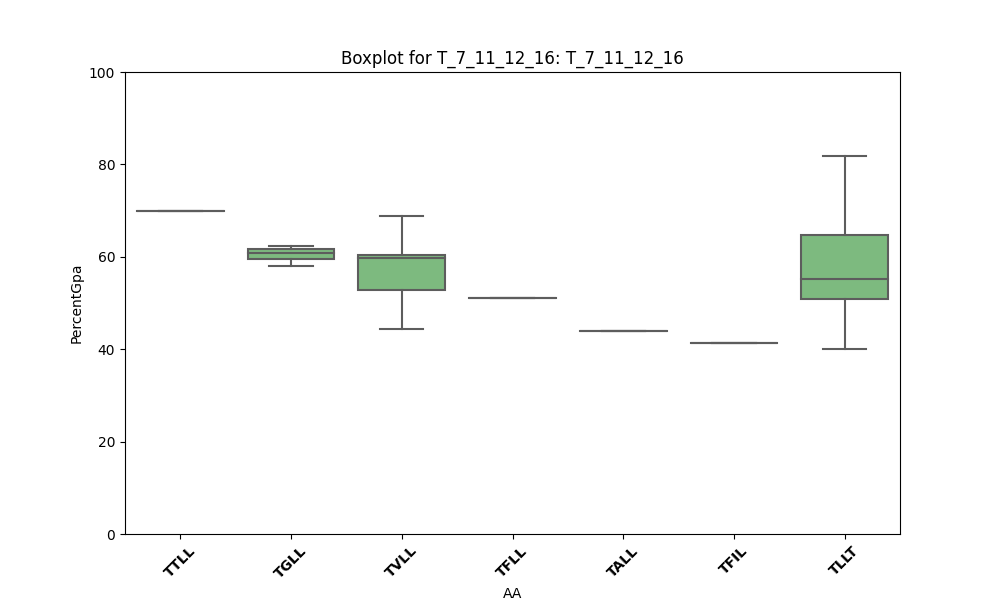 Boxplot for T_7_11_12_16: T_7_11_12_16
100
80
60
40
20
0
PercentGpa
TTLL
TGLL
TVLL
TFLL
TALL
TFIL
TLLT
AA